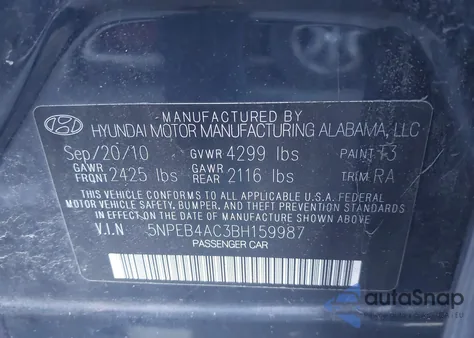 MANUFACTURED BY
HYUNDAI MOTOR MANUFACTURING ALABAMA, LLC
Sep/20/10 GVWR 4299 lbs PAINT
GAWR FRONT 2425 lbs GAWR REAR 2116 lbs TRIM RA
THIS VEHICLE CONFORMS TO ALL APPLICABLE U.S.A. FEDERAL
MOTOR VEHICLE SAFETY, BUMPER, AND THEFT PREVENTION STANDARDS
IN EFFECT ON THE DATE OF MANUFACTURE SHOWN ABOVE.
V.I.N 5NPEB4AC3BH159987
PASSENGER CAR
autoSnap